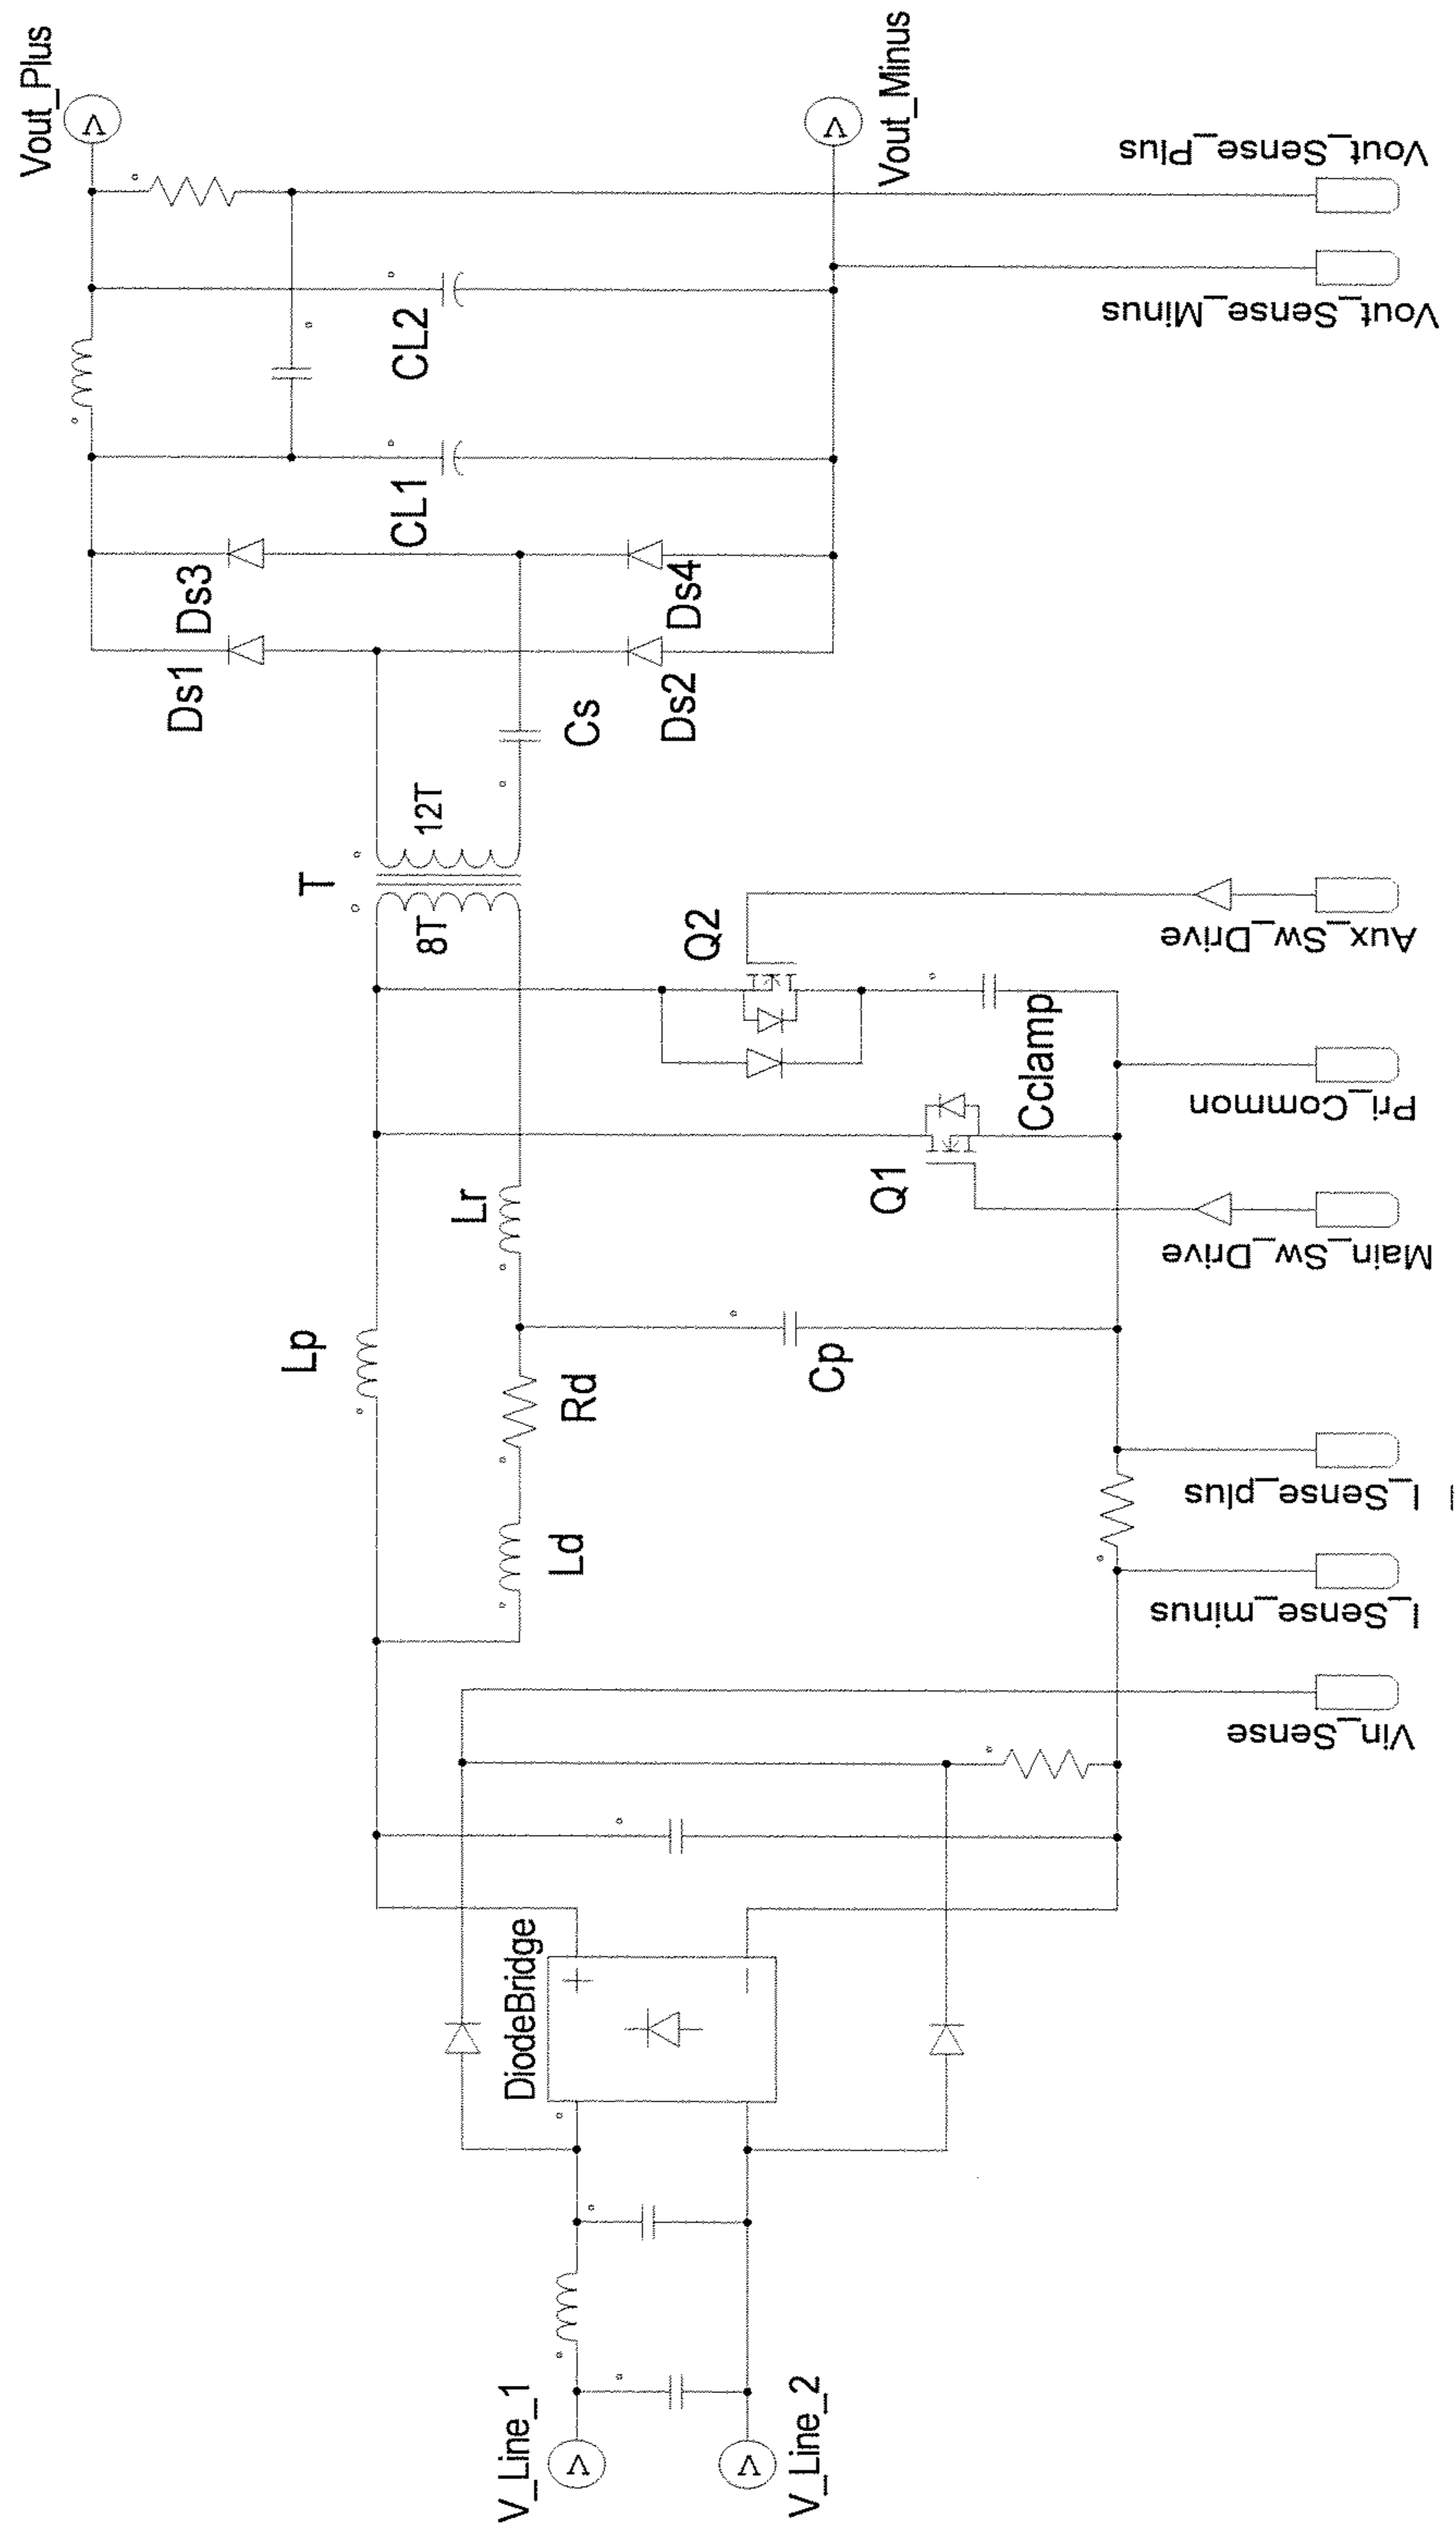 V_Line_1
V
V_Line_2
V
DiodeBridge
+
−
Vin_Sense
I_Sense_minus
I_Sense_plus
Ld
Rd
Lp
Cp
Lr
Main_Sw_Drive
Q1
Pri_Common
Cclamp
Q2
Aux_Sw_Drive
T
8T
12T
Cs
Ds1
Ds2
Ds3
Ds4
CL1
CL2
Vout_Sense_Minus
Vout_Sense_Plus
Vout_Plus
V
Vout_Minus
V